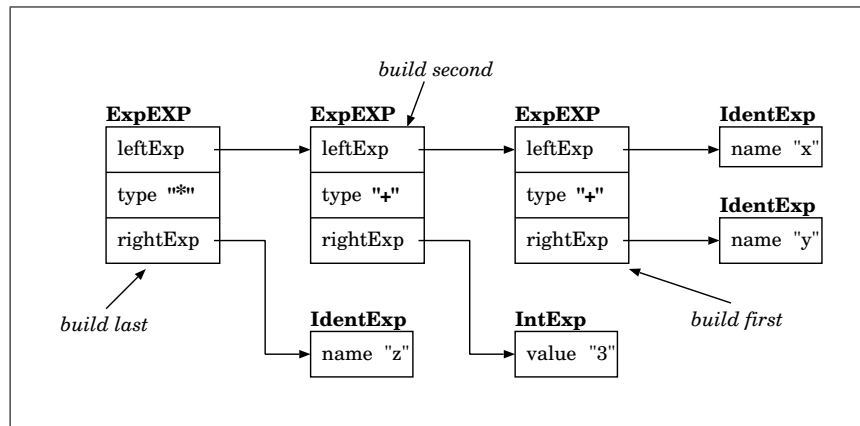 build second
ExpEXP ExpEXP ExpEXP IdentExp
leftExp leftExp leftExp name "x"
type "*" type "+" type "+"
IdentExp
rightExp rightExp rightExp name "y"
build last IdentExp IntExp build first
name "z" value "3"